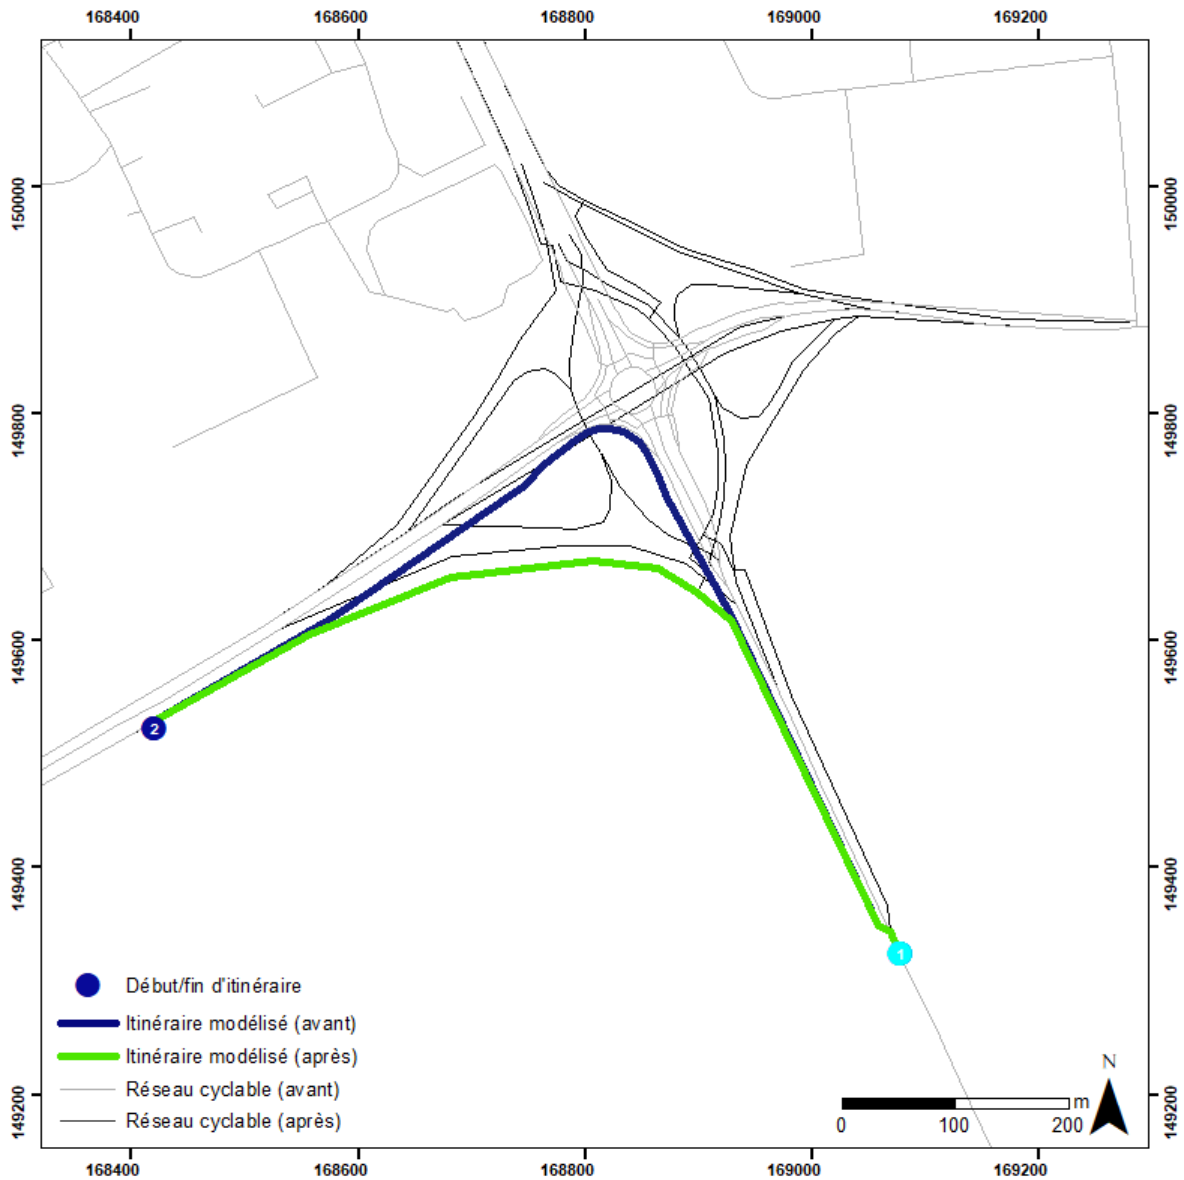 168400 168600 168800 169000 169200
150000 150000
149800 149800
149600 149600
2
149400 149400
1
Début/fin d'itinéraire
Itinéraire modélisé (avant)
Itinéraire modélisé (après)
Réseau cyclable (avant)
Réseau cyclable (après)
N
m
0 100 200
149200 149200
168400 168600 168800 169000 169200